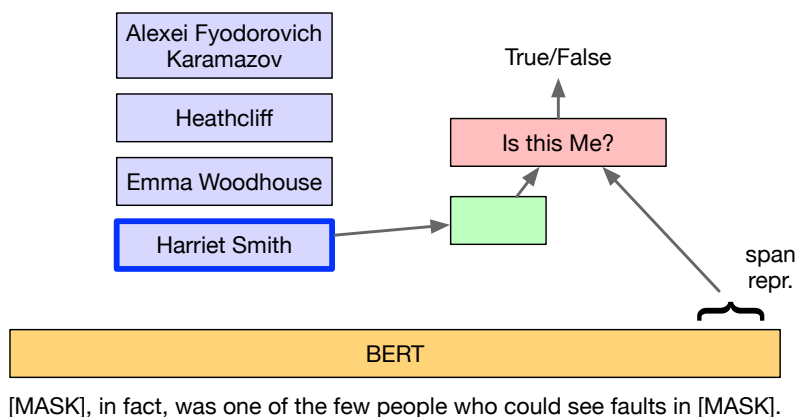 Alexei Fyodorovich
Karamazov
True/False
Heathcliff
Is this Me?
Emma Woodhouse
Harriet Smith
span
repr.
BERT
[MASK], in fact, was one of the few people who could see faults in [MASK].